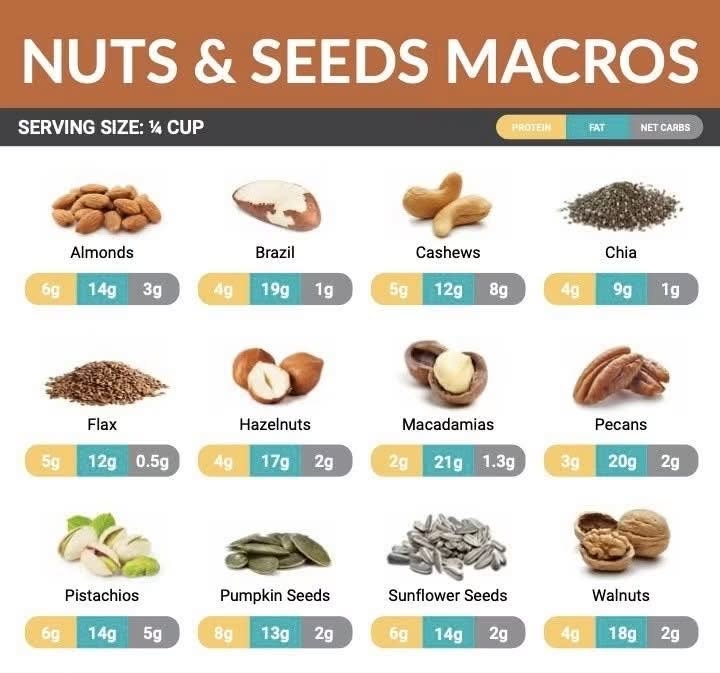 NUTS & SEEDS MACROS
SERVING SIZE: ¼ CUP
PROTEIN FAT NET CARBS
Almonds Brazil Cashews Chia
6g 14g 3g 4g 19g 1g 5g 12g 8g 4g 9g 1g
Flax Hazelnuts Macadamias Pecans
5g 12g 0.5g 4g 17g 2g 2g 21g 1.3g 3g 20g 2g
Pistachios Pumpkin Seeds Sunflower Seeds Walnuts
6g 14g 5g 8g 13g 2g 6g 14g 2g 4g 18g 2g